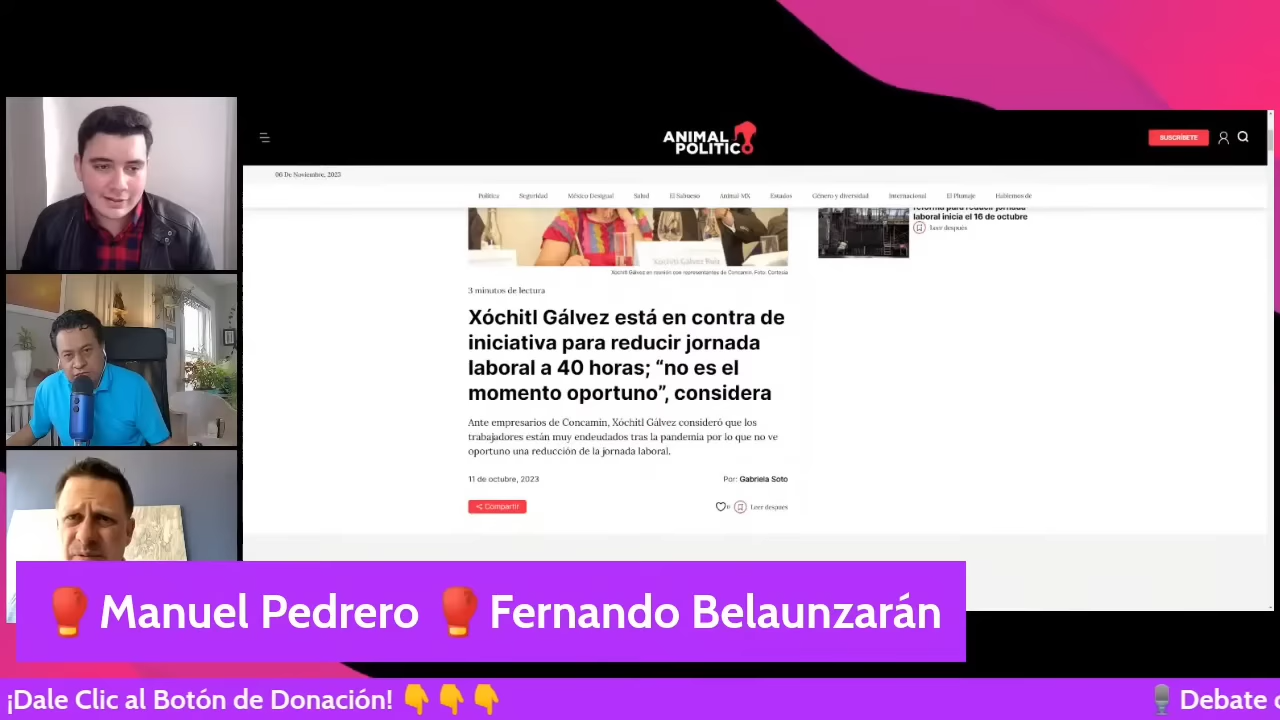 ANIMAL
POLITICO
SUSCRÍBETE
06 De Noviembre, 2023
Política Seguridad México Desigual Salud El Sabueso Animal MX Estados Género y diversidad Internacional El Plumaje Hablemos de
reforma para reducir jornada
laboral inicia el 16 de octubre
Leer después
Xóchitl Gálvez Ruiz
Xóchitl Gálvez en reunión con representantes de Concamin. Foto: Cortesía
3 minutos de lectura
Xóchitl Gálvez está en contra de
iniciativa para reducir jornada
laboral a 40 horas; “no es el
momento oportuno”, considera
Ante empresarios de Concamin, Xóchitl Gálvez consideró que los
trabajadores están muy endeudados tras la pandemia por lo que no ve
oportuno una reducción de la jornada laboral.
11 de octubre, 2023
Por: Gabriela Soto
Compartir
0
Leer después
🥊Manuel Pedrero 🥊Fernando Belaunzarán
¡Dale Clic al Botón de Donación! 👇👇👇 🎙️ Debate